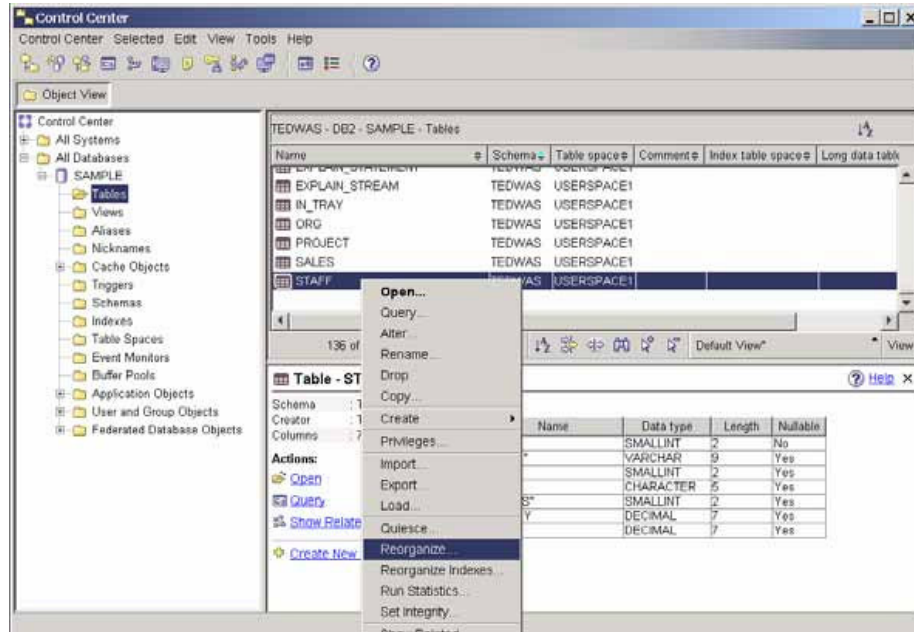 Control Center
Control Center Selected Edit View Tools Help
Object View
Control Center
All Systems
All Databases
SAMPLE
Tables
Views
Aliases
Nicknames
Cache Objects
Triggers
Schemas
Indexes
Table Spaces
Event Monitors
Buffer Pools
Application Objects
User and Group Objects
Federated Database Objects
TEDWAS - DB2 - SAMPLE - Tables
Name Schema Table space Comment Index table space Long data table
EXPLAIN_STREAM TEDWAS USERSPACE1
IN_TRAY TEDWAS USERSPACE1
ORG TEDWAS USERSPACE1
PROJECT TEDWAS USERSPACE1
SALES TEDWAS USERSPACE1
STAFF WAS USERSPACE1
136 of Default View* View
Open...
Query...
Alter...
Rename...
Drop
Copy...
Create
Privileges...
Import...
Export...
Load...
Quiesce...
Reorganize...
Reorganize Indexes...
Run Statistics...
Set Integrity...
Table - ST Help
Schema : T
Creator : T
Columns : 7
Actions:
Open
Query
Show Relate
Create New
Name Data type Length Nullable
SMALLINT 2 No
" VARCHAR 9 Yes
SMALLINT 2 Yes
CHARACTER 5 Yes
S" SMALLINT 2 Yes
Y DECIMAL 7 Yes
DECIMAL 7 Yes